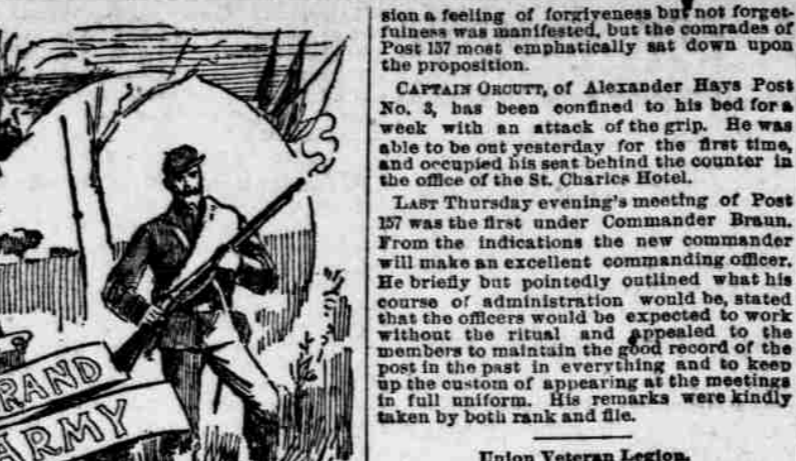 RAND
ARMY
sion a feeling of forgiveness but not forget-
fulness was manifested, but the comrades of
Post 157 most emphatically sat down upon
the proposition.
CAPTAIN ORCUTT, of Alexander Hays Post
No. 3, has been confined to his bed for a
week with an attack of the grip. He was
able to be out yesterday for the first time,
and occupied his seat behind the counter in
the office of the St. Charles Hotel.
LAST Thursday evening's meeting of Post
157 was the first under Commander Braun.
From the indications the new commander
will make an excellent commanding officer.
He briefly but pointedly outlined what his
course of administration would be, stated
that the officers would be expected to work
without the ritual and appealed to the
members to maintain the good record of the
post in the past in everything and to keep
up the custom of appearing at the meetings
in full uniform. His remarks were kindly
taken by both rank and file.
Union Veteran Legion.